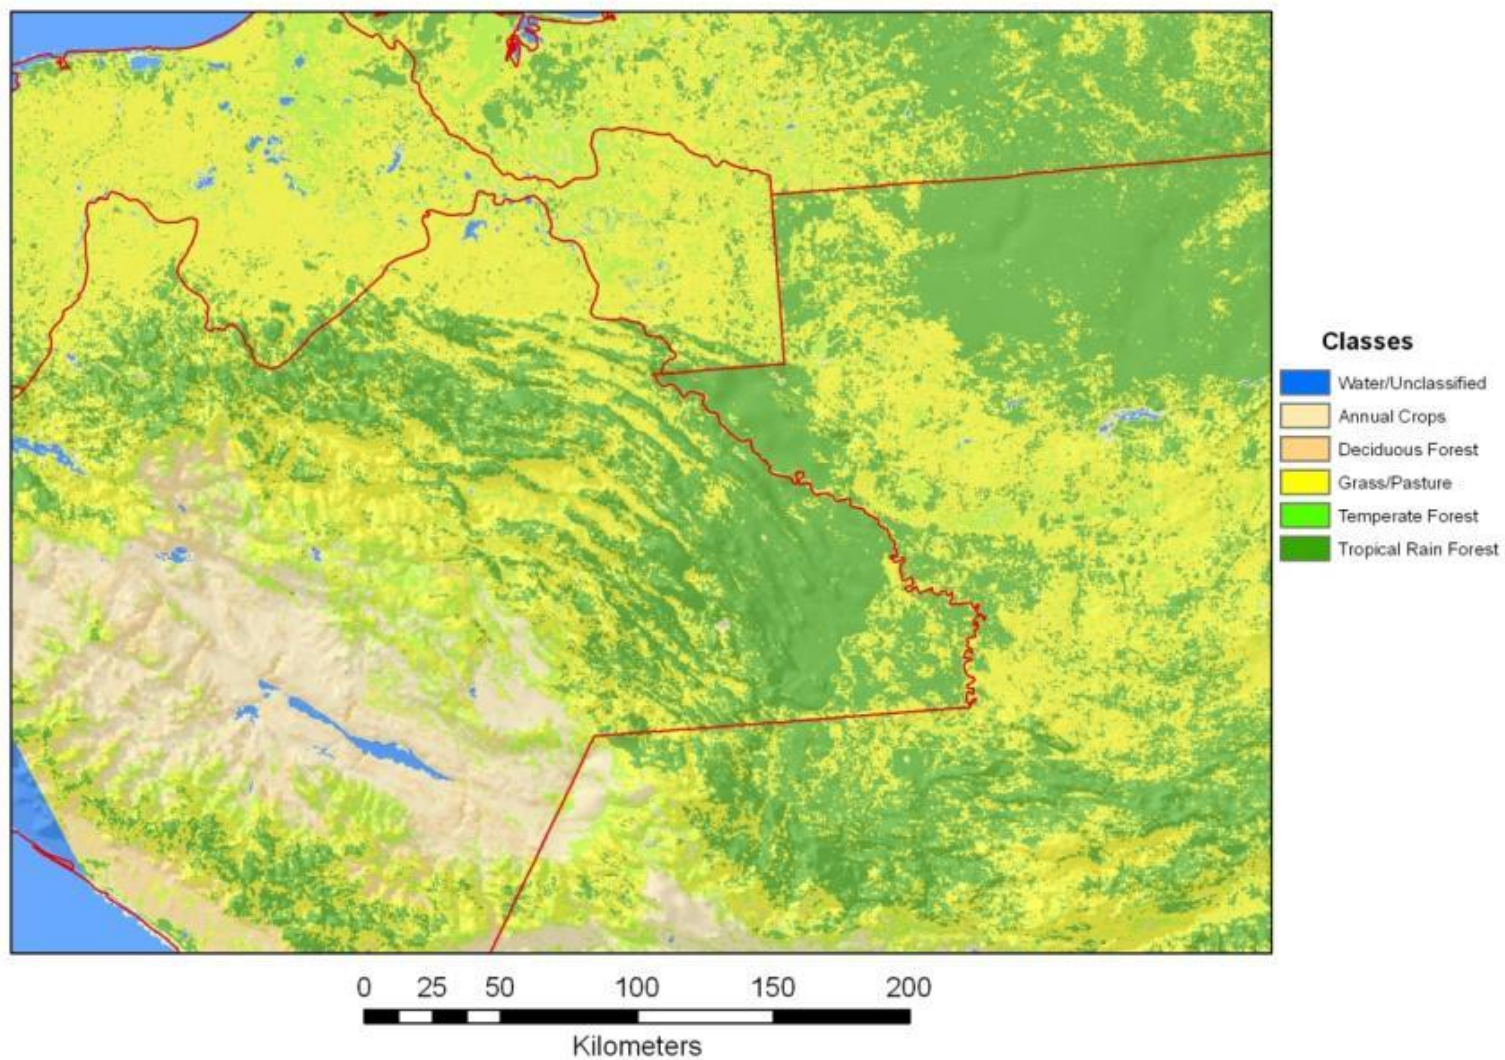 Classes
Water/Unclassified
Annual Crops
Deciduous Forest
Grass/Pasture
Temperate Forest
Tropical Rain Forest
0 25 50 100 150 200
Kilometers